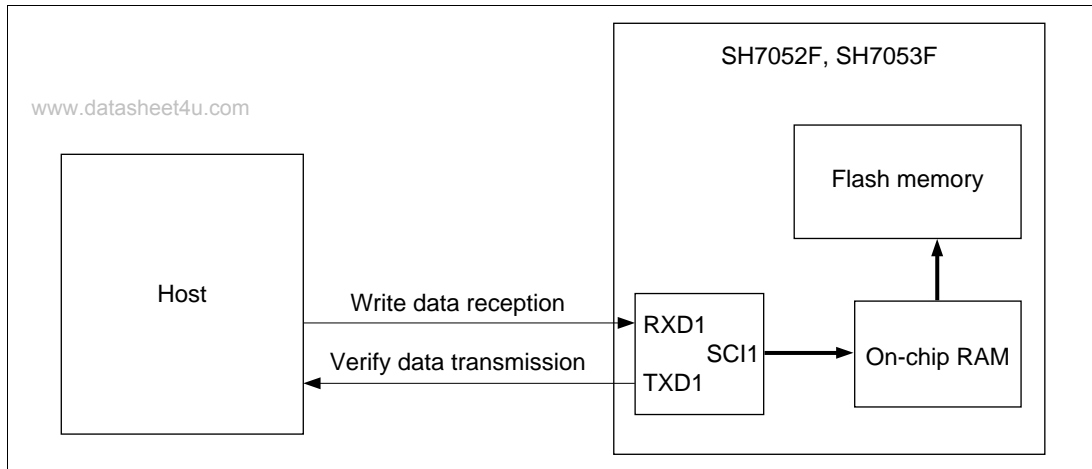 SH7052F, SH7053F
www.datasheet4u.com
Flash memory
Host
Write data reception
RXD1
SCI1
On-chip RAM
Verify data transmission
TXD1